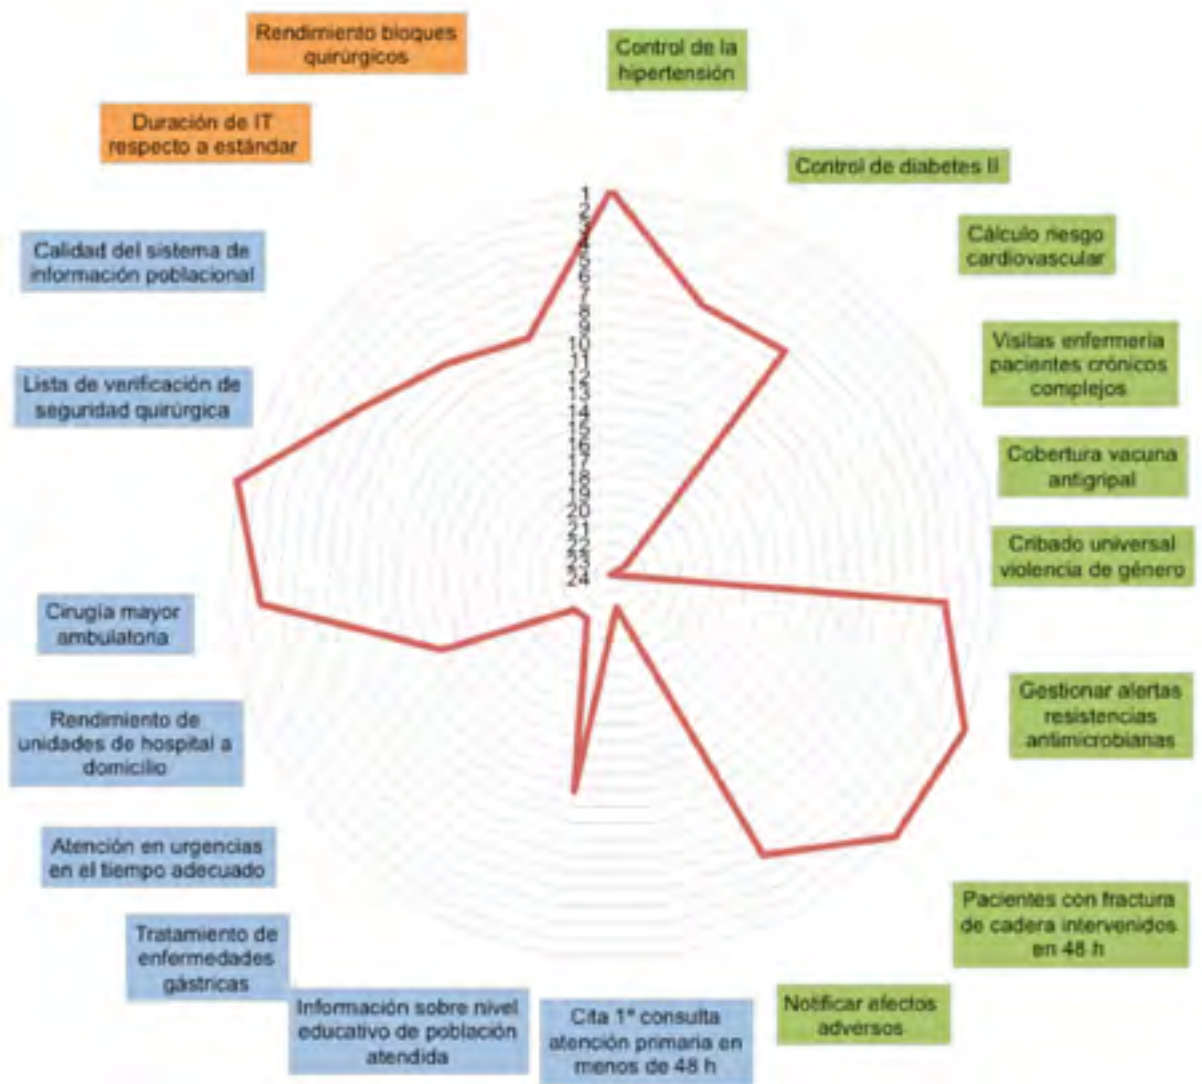 Rendimiento bloques
quirúrgicos
Control de la
hipertensión
Duración de IT
respecto a estándar
Control de diabetes II
Calidad del sistema de
información poblacional
Cálculo riesgo
cardiovascular
Lista de verificación de
seguridad quirúrgica
Visitas enfermería
pacientes crónicos
complejos
Cobertura vacuna
antigripal
Cribado universal
violencia de género
Cirugía mayor
ambulatoria
Gestionar alertas
resistencias
antimicrobianas
Rendimiento de
unidades de hospital a
domicilio
Atención en urgencias
en el tiempo adecuado
Pacientes con fractura
de cadera intervenidos
en 48 h
Tratamiento de
enfermedades
gástricas
Notificar efectos
adversos
Información sobre nivel
educativo de población
atendida
Cita 1ª consulta
atención primaria en
menos de 48 h
1
2
3
4
5
6
7
8
9
10
11
12
13
14
15
16
17
18
19
20
21
22
23
24